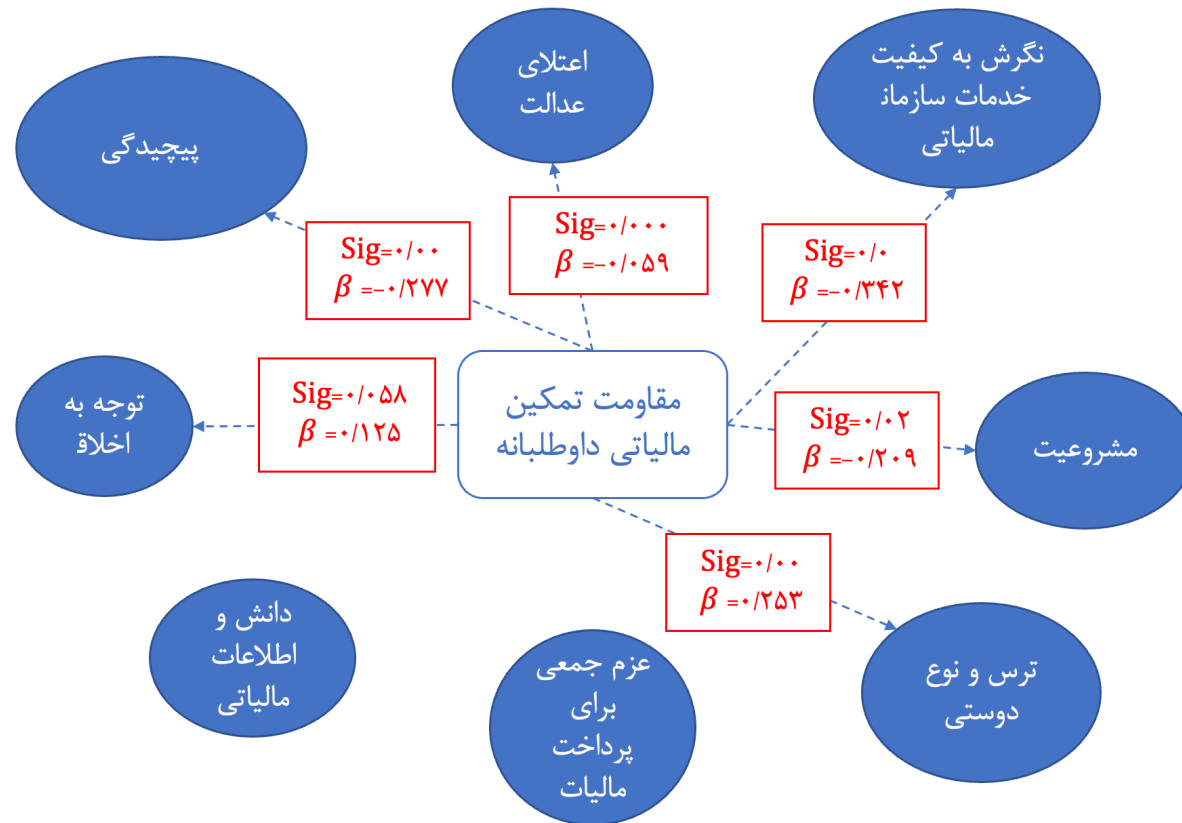 اعتلای
عدالت
نگرش به کیفیت
خدمات سازمان
مالیاتی
پیچیدگی
Sig=۰/۰۰۰
β =-۰/۰۵۹
Sig=۰/۰۰
β =-۰/۲۷۷
Sig=۰/۰
β =-۰/۳۴۲
مقاومت تمکین
مالیاتی داوطلبانه
Sig=۰/۰۵۸
β =۰/۱۲۵
توجه به
اخلاق
Sig=۰/۰۲
β =-۰/۲۰۹
مشروعیت
Sig=۰/۰۰
β =۰/۲۵۳
دانش و
اطلاعات
مالیاتی
عزم جمعی
برای
پرداخت
مالیات
ترس و نوع
دوستی